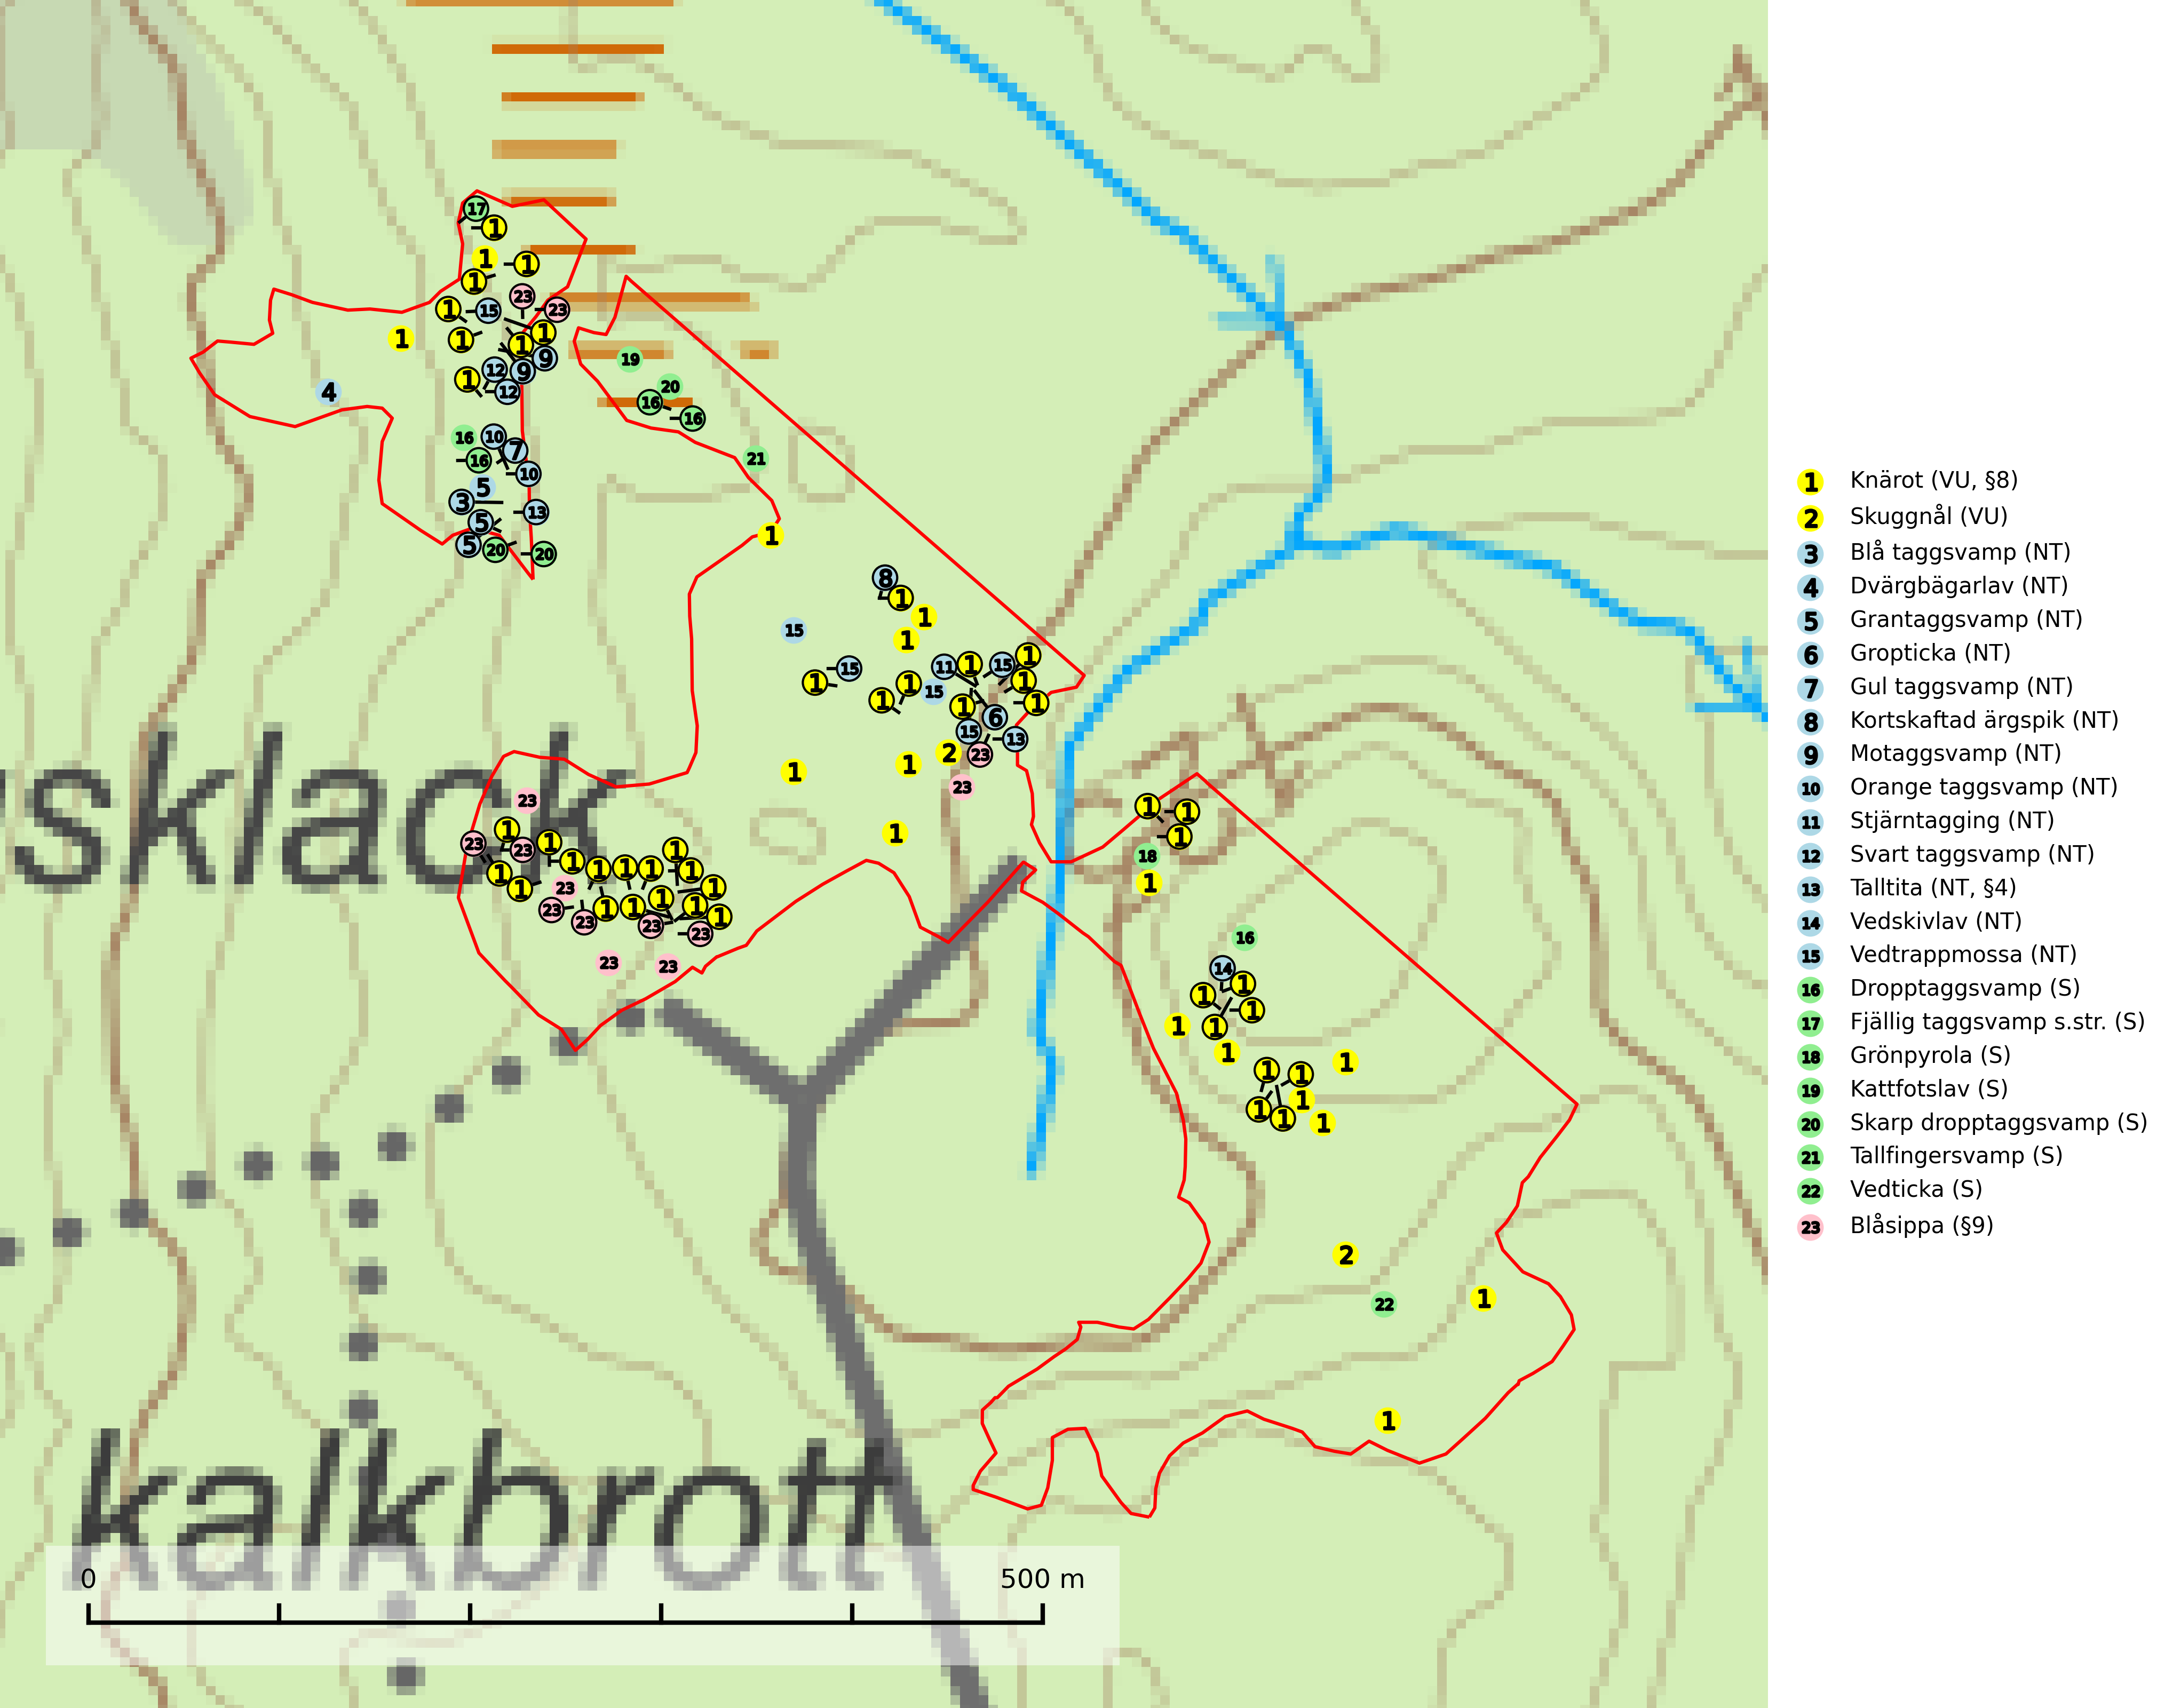 sklack
kalkbrott
0 500 m
1 Knärot (VU, §8)
2 Skuggnål (VU)
3 Blå taggsvamp (NT)
4 Dvärgbägarlav (NT)
5 Grantaggsvamp (NT)
6 Gropticka (NT)
7 Gul taggsvamp (NT)
8 Kortskaftad ärgspik (NT)
9 Motaggsvamp (NT)
10 Orange taggsvamp (NT)
11 Stjärntagging (NT)
12 Svart taggsvamp (NT)
13 Talltita (NT, §4)
14 Vedskivlav (NT)
15 Vedtrappmossa (NT)
16 Dropptaggsvamp (S)
17 Fjällig taggsvamp s.str. (S)
18 Grönpyrola (S)
19 Kattfotslav (S)
20 Skarp dropptaggsvamp (S)
21 Tallfingersvamp (S)
22 Vedticka (S)
23 Blåsippa (§9)